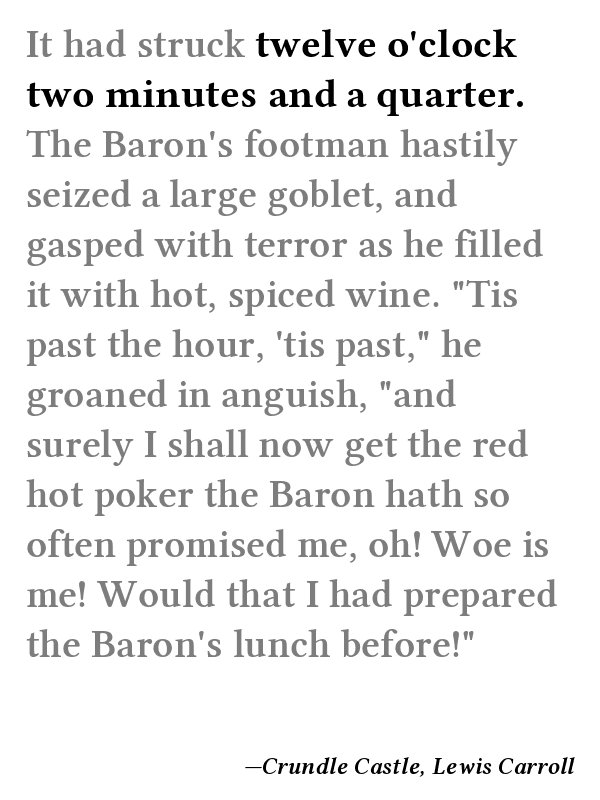 It had struck twelve o'clock
two minutes and a quarter.
The Baron's footman hastily
seized a large goblet, and
gasped with terror as he filled
it with hot, spiced wine. "Tis
past the hour, 'tis past," he
groaned in anguish, "and
surely I shall now get the red
hot poker the Baron hath so
often promised me, oh! Woe is
me! Would that I had prepared
the Baron's lunch before!"
—Crundle Castle, Lewis Carroll